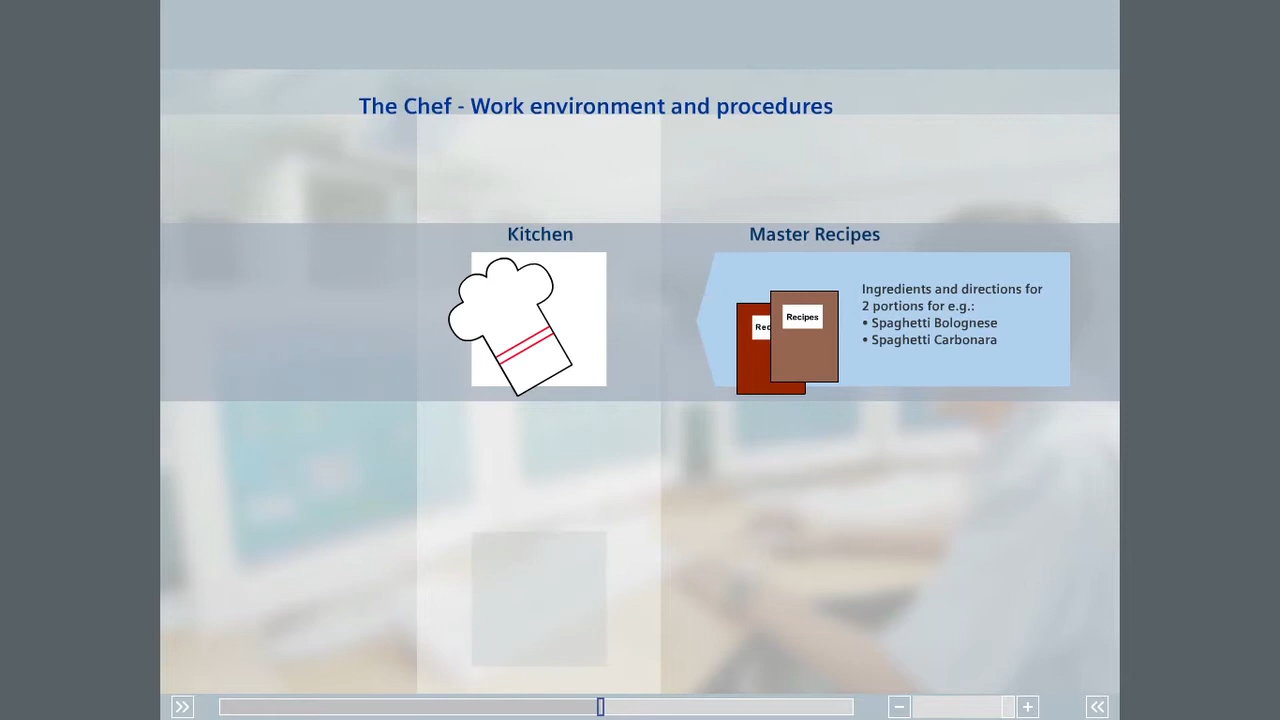 The Chef - Work environment and procedures
Kitchen
Master Recipes
Ingredients and directions for
2 portions for e.g.:
• Spaghetti Bolognese
• Spaghetti Carbonara
Recipes
Rec